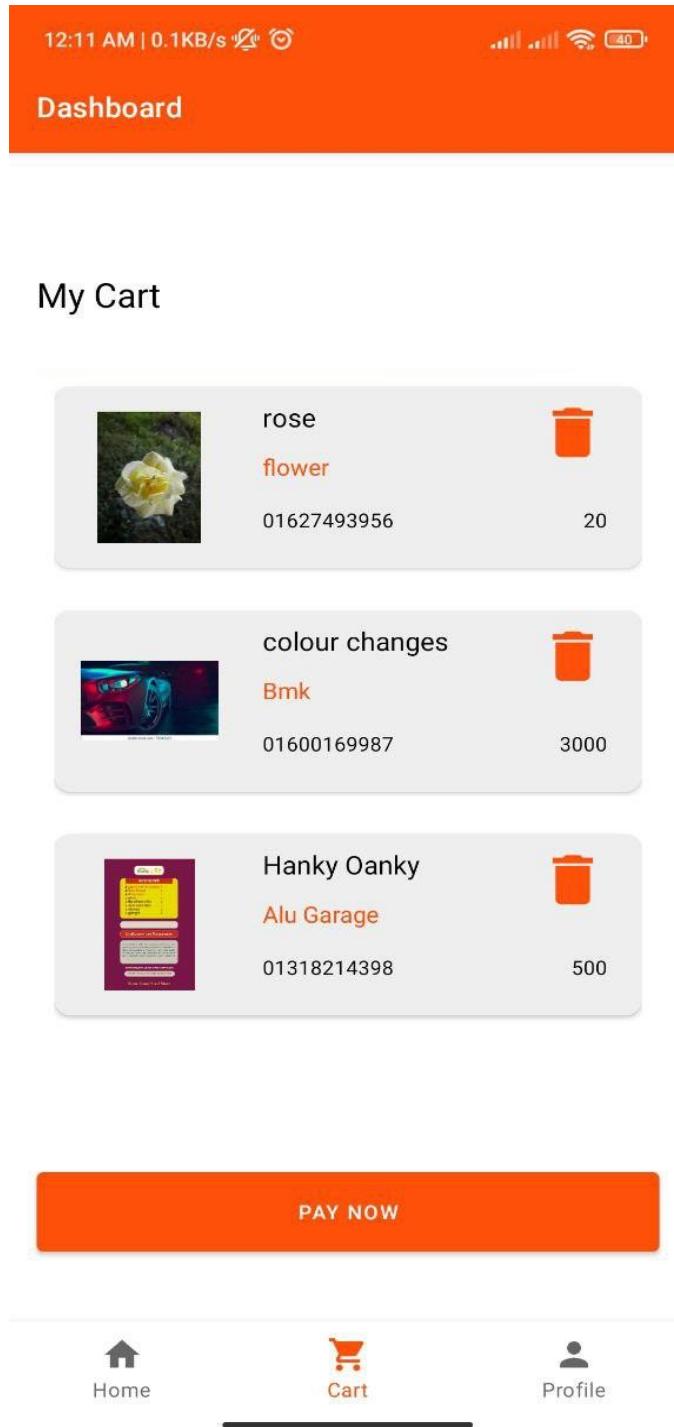 12:11 AM | 0.1KB/s
40
Dashboard
My Cart
rose
flower
01627493956
20
colour changes
Bmk
01600169987
3000
Hanky Oanky
Alu Garage
01318214398
500
PAY NOW
Home
Cart
Profile